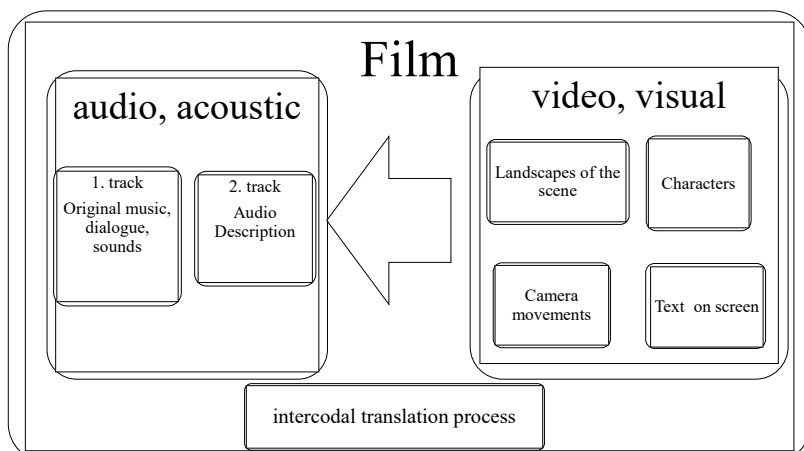 Film
audio, acoustic
1. track
Original music,
dialogue,
sounds
2. track
Audio
Description
video, visual
Landscapes of the
scene
Characters
Camera
movements
Text on screen
intercodal translation process